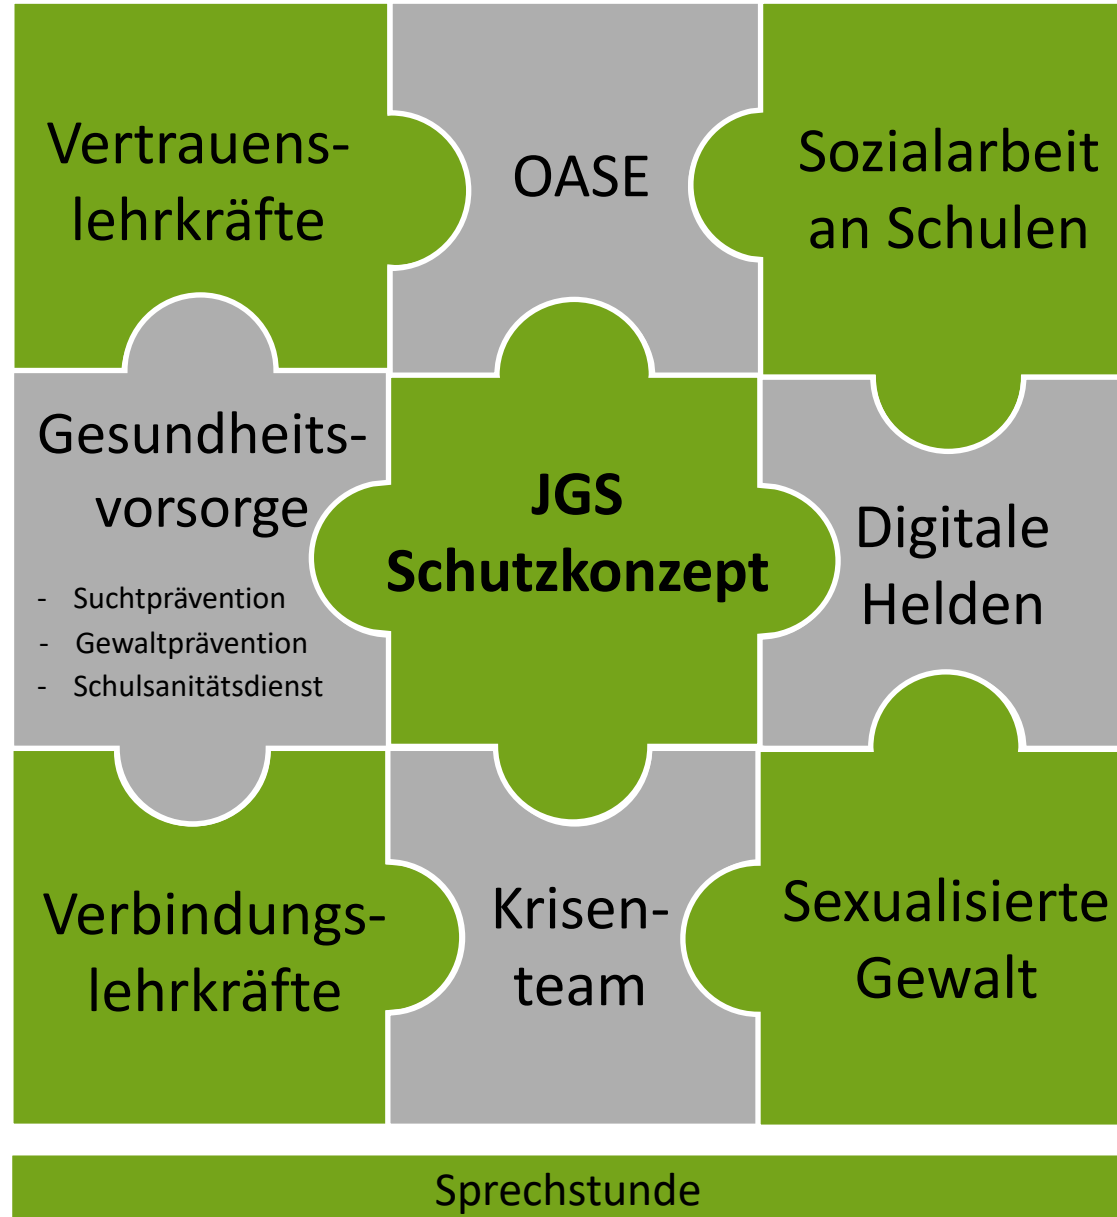 Vertrauens-
lehrkräfte
OASE
Sozialarbeit
an Schulen
Gesundheits-
vorsorge
- Suchtprävention
- Gewaltprävention
- Schulsanitätsdienst
JGS
Schutzkonzept
Digitale
Helden
Verbindungs-
lehrkräfte
Krisen-
team
Sexualisierte
Gewalt
Sprechstunde